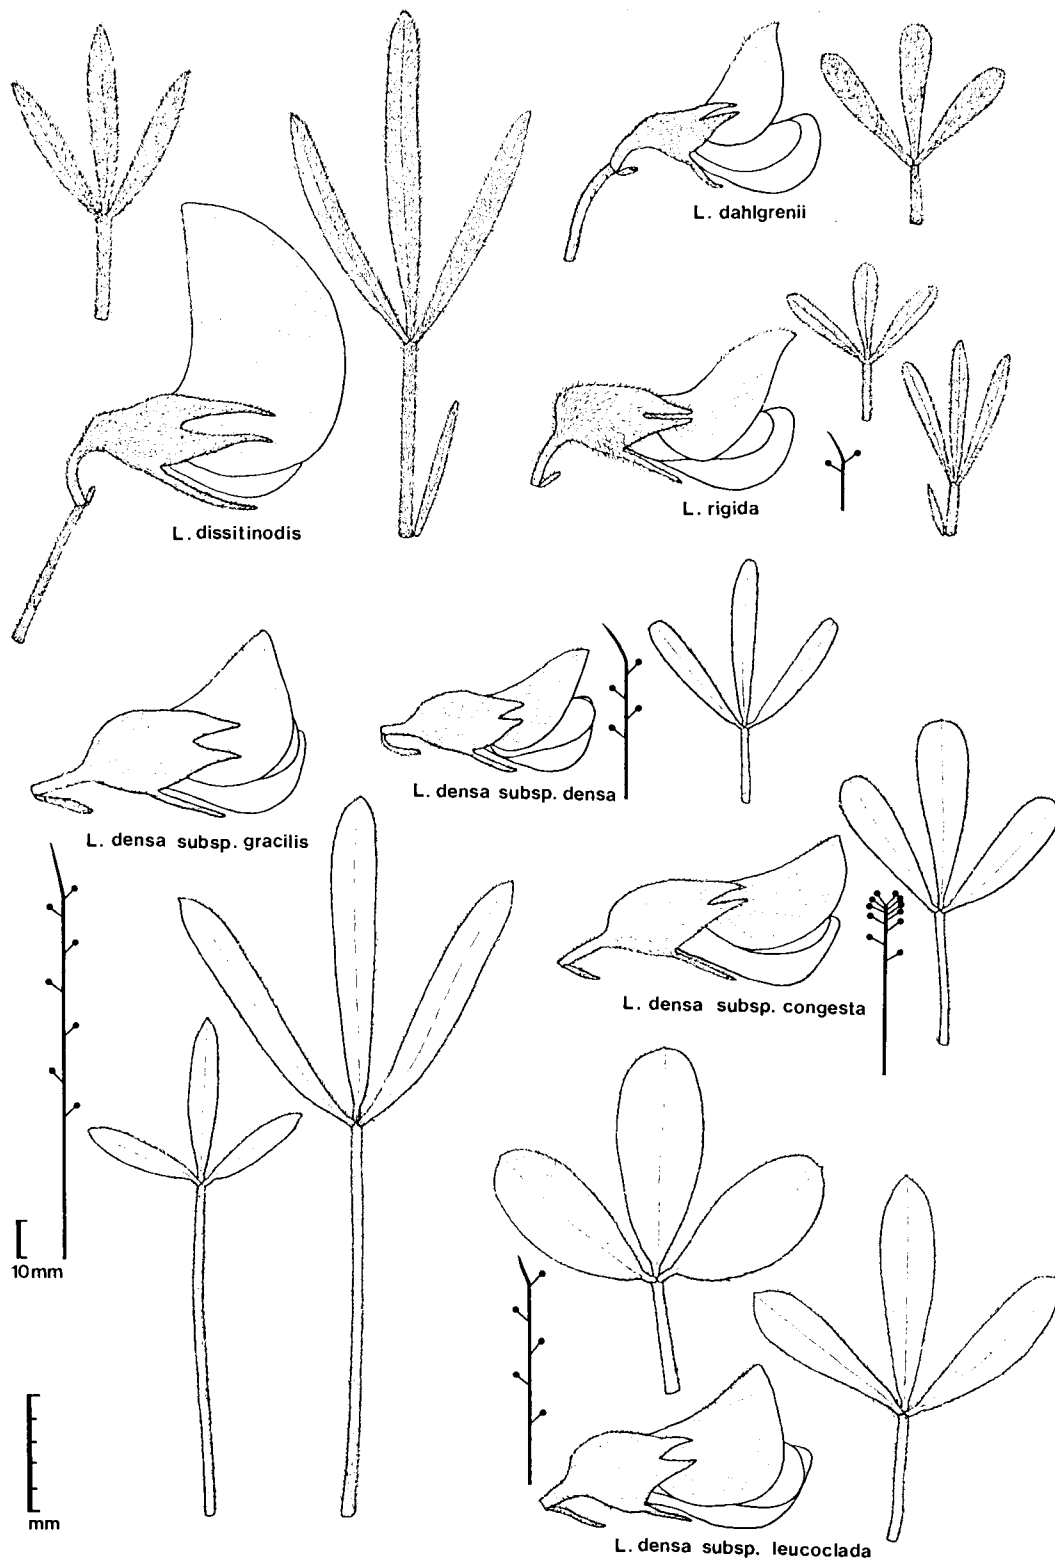 L. dahlgrenii
L. rigida
L. dissitinodis
L. densa subsp. densa
L. densa subsp. gracilis
L. densa subsp. congesta
10mm
mm
L. densa subsp. leucoclada